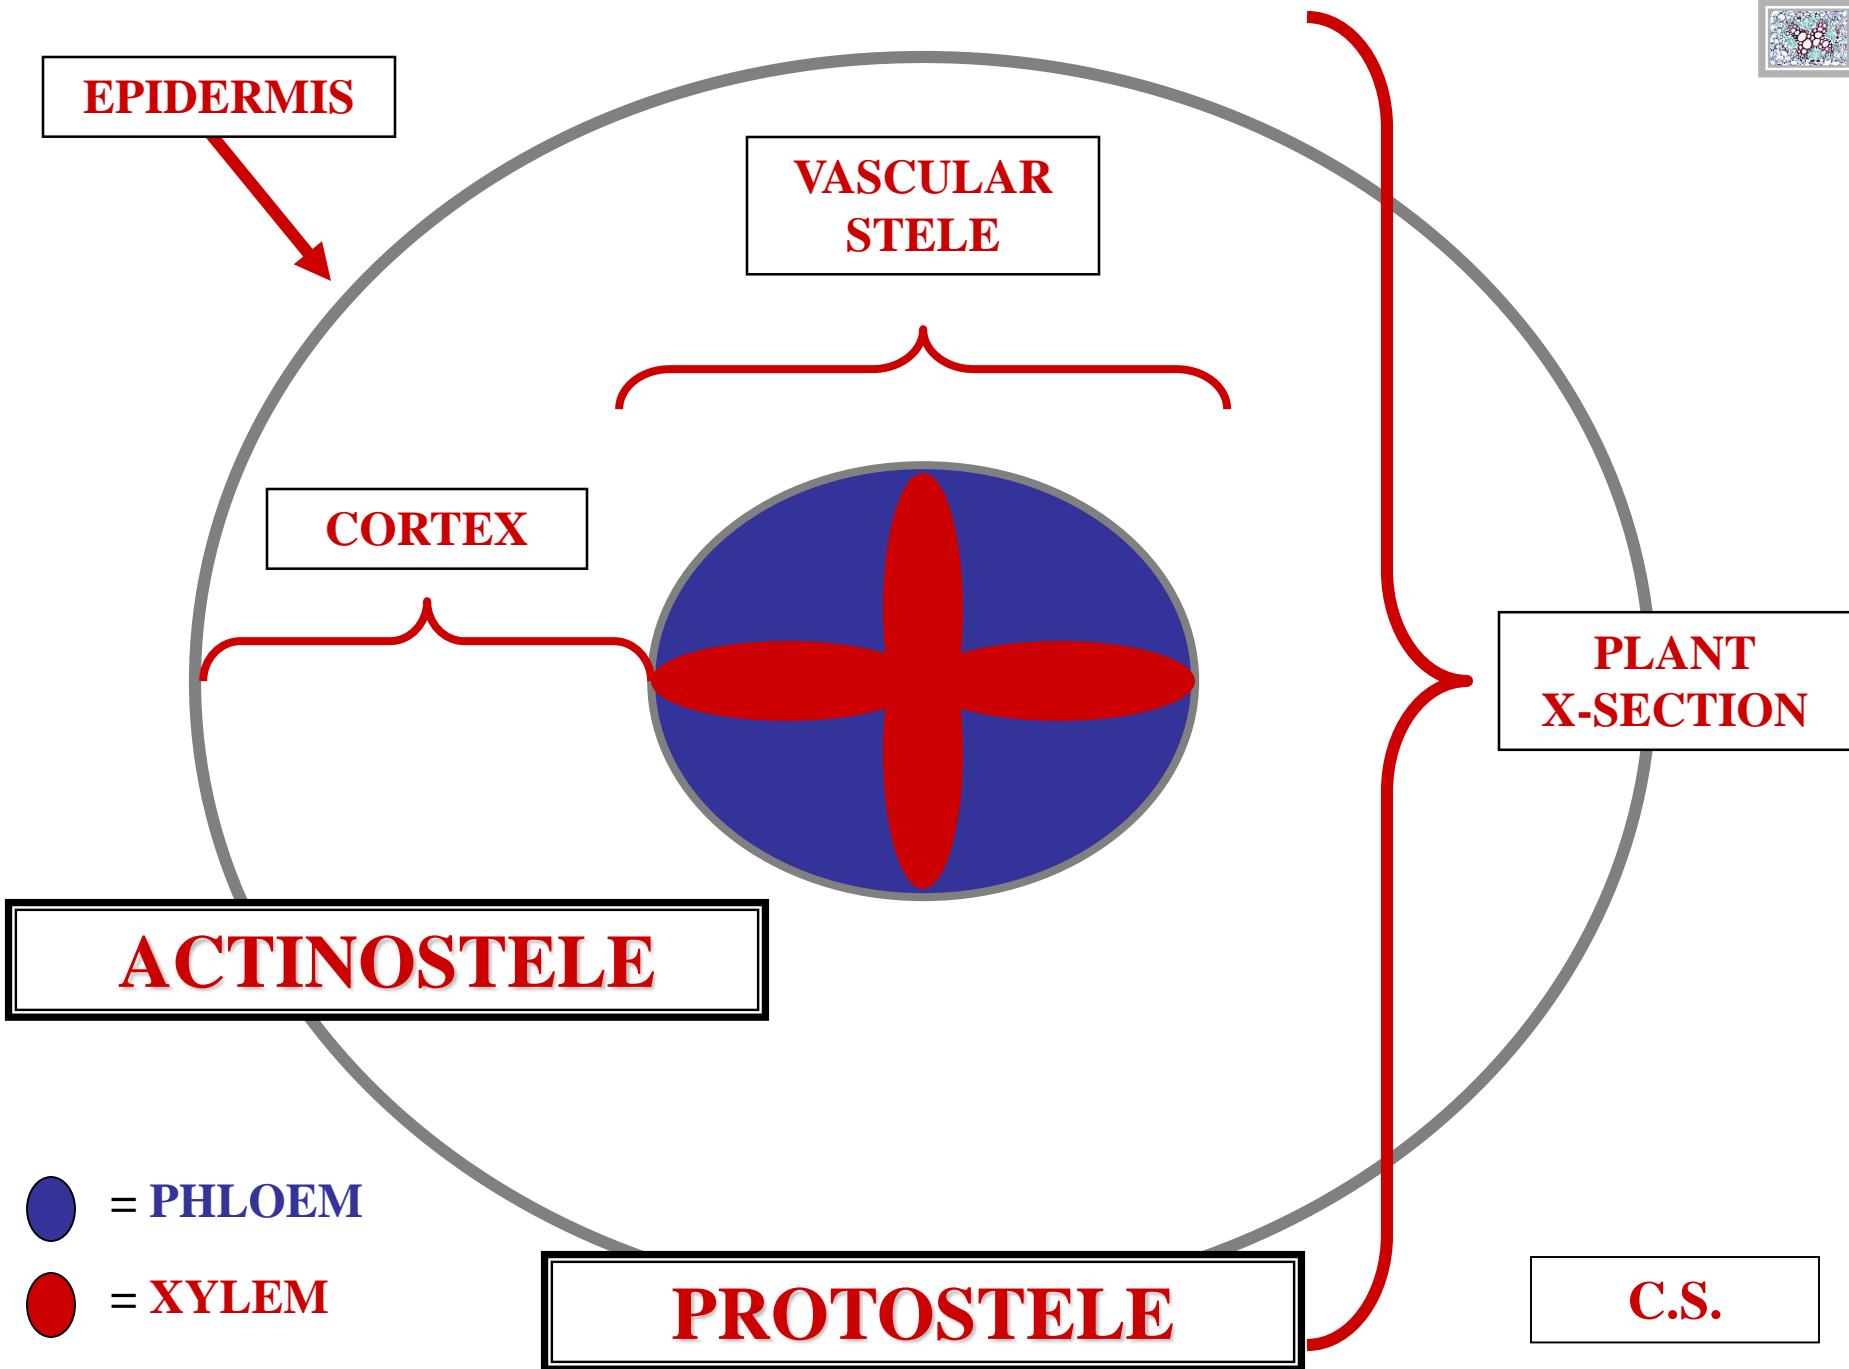 EPIDERMIS
VASCULAR
STELE
CORTEX
PLANT
X-SECTION
ACTINOSTELE
= PHLOEM
= XYLEM
PROTOSTELE
C.S.